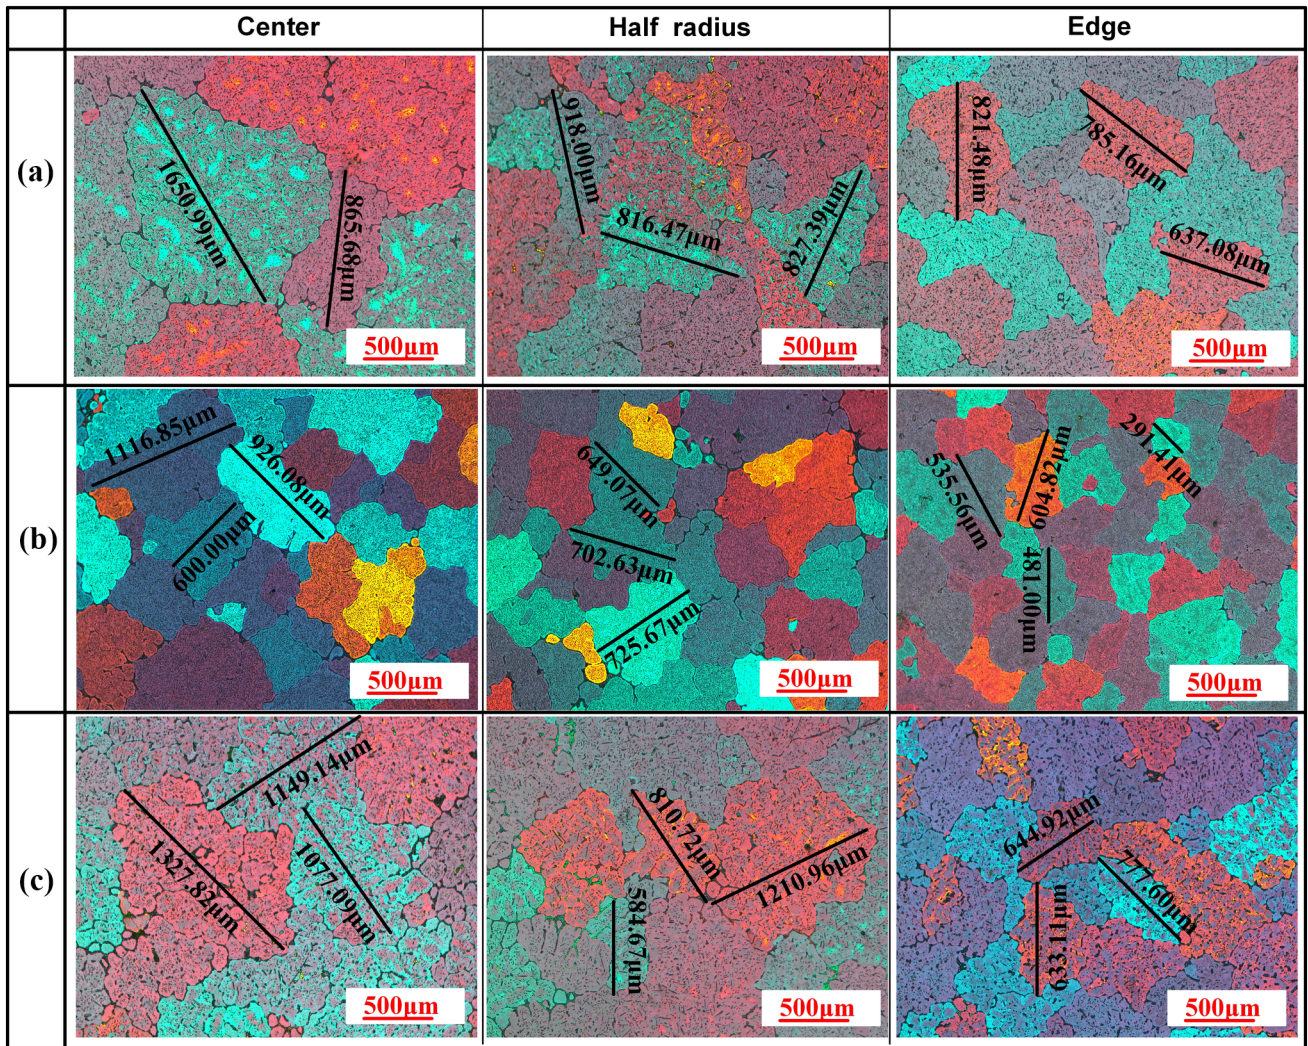 Center
Half radius
Edge
(a)
1650.99μm
865.68μm
500μm
918.00μm
816.47μm
827.39μm
500μm
821.48μm
785.16μm
637.08μm
500μm
(b)
1116.85μm
926.08μm
600.00μm
500μm
649.07μm
702.63μm
725.67μm
500μm
535.56μm
604.82μm
291.41μm
481.00μm
500μm
(c)
1149.14μm
1327.82μm
1077.09μm
500μm
810.72μm
1210.96μm
584.67μm
500μm
644.92μm
777.60μm
633.11μm
500μm